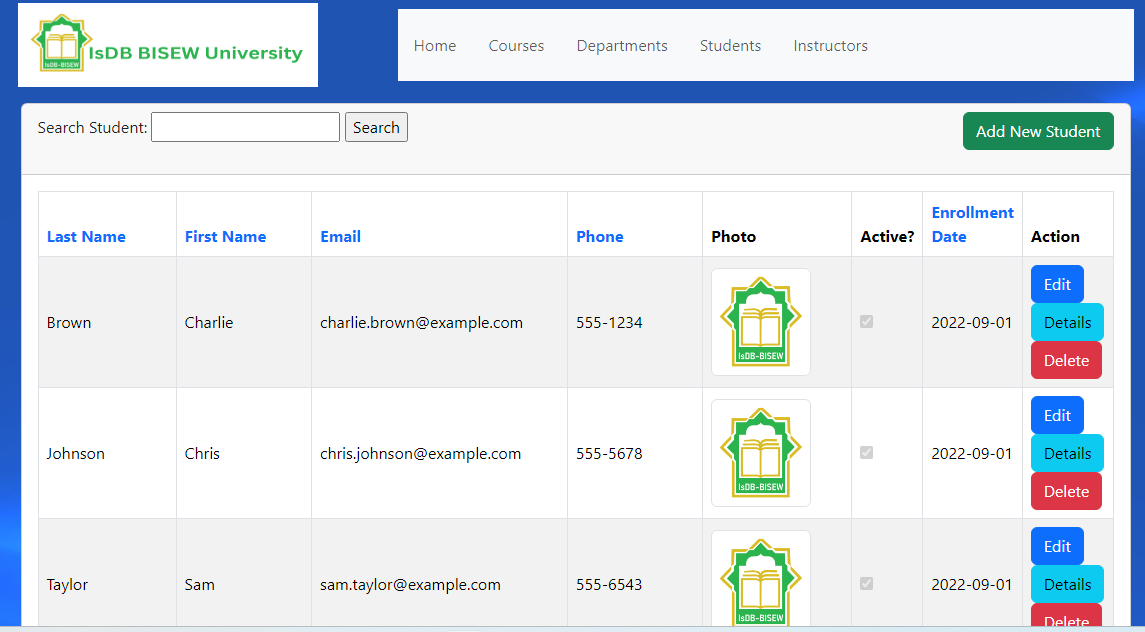 IsDB-BISEW
IsDB BISEW University
Home Courses Departments Students Instructors
Search Student: Search
Add New Student
Last Name First Name Email Phone Photo Active? Enrollment Date Action
Brown Charlie charlie.brown@example.com 555-1234 IsDB-BISEW 2022-09-01 Edit
Details
Delete
Johnson Chris chris.johnson@example.com 555-5678 IsDB-BISEW 2022-09-01 Edit
Details
Delete
Taylor Sam sam.taylor@example.com 555-6543 IsDB-BISEW 2022-09-01 Edit
Details
Delete